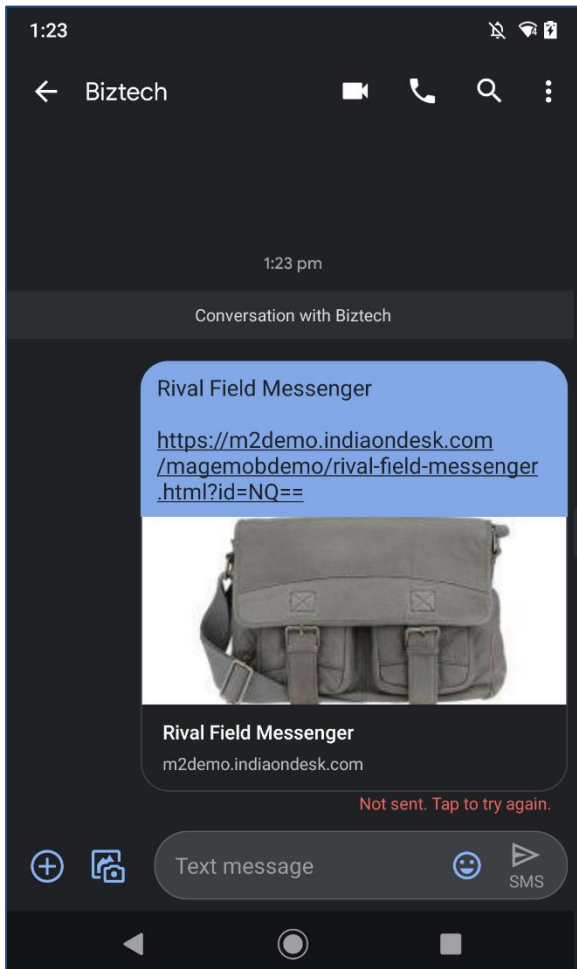 1:23
Biztech
1:23 pm
Conversation with Biztech
Rival Field Messenger
https://m2demo.indiaondesk.com
/magemobdemo/rival-field-messenger
.html?id=NQ==
Rival Field Messenger
m2demo.indiaondesk.com
Not sent. Tap to try again.
Text message
SMS